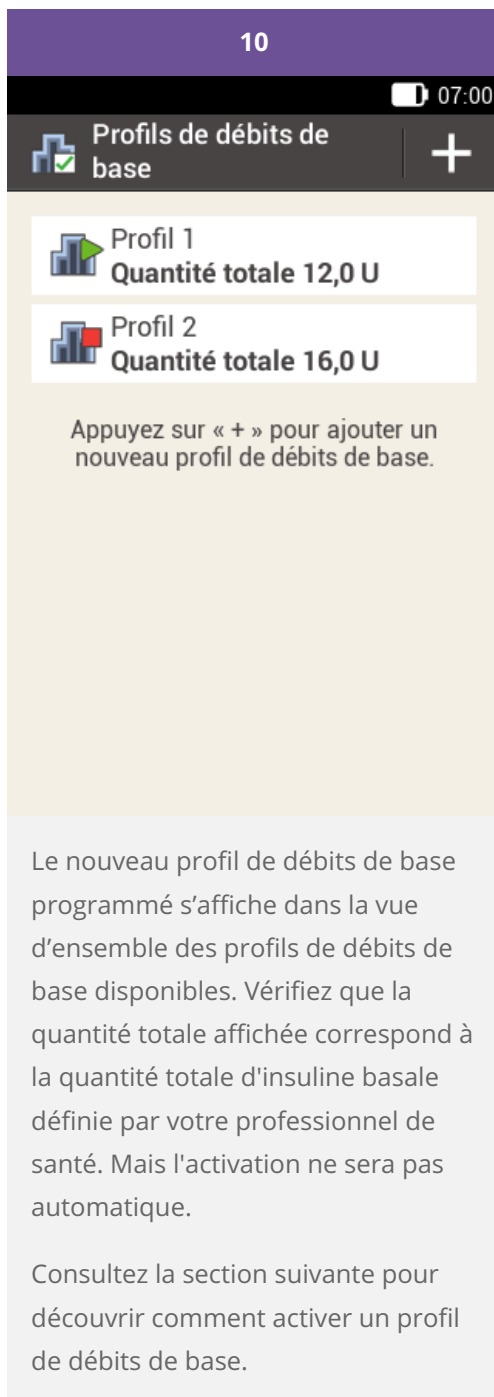 10
07:00
Profils de débits de
base
Profil 1
Quantité totale 12,0 U
Profil 2
Quantité totale 16,0 U
Appuyez sur « + » pour ajouter un
nouveau profil de débits de base.
Le nouveau profil de débits de base
programmé s’affiche dans la vue
d’ensemble des profils de débits de
base disponibles. Vérifiez que la
quantité totale affichée correspond à
la quantité totale d'insuline basale
définie par votre professionnel de
santé. Mais l'activation ne sera pas
automatique.
Consultez la section suivante pour
découvrir comment activer un profil
de débits de base.